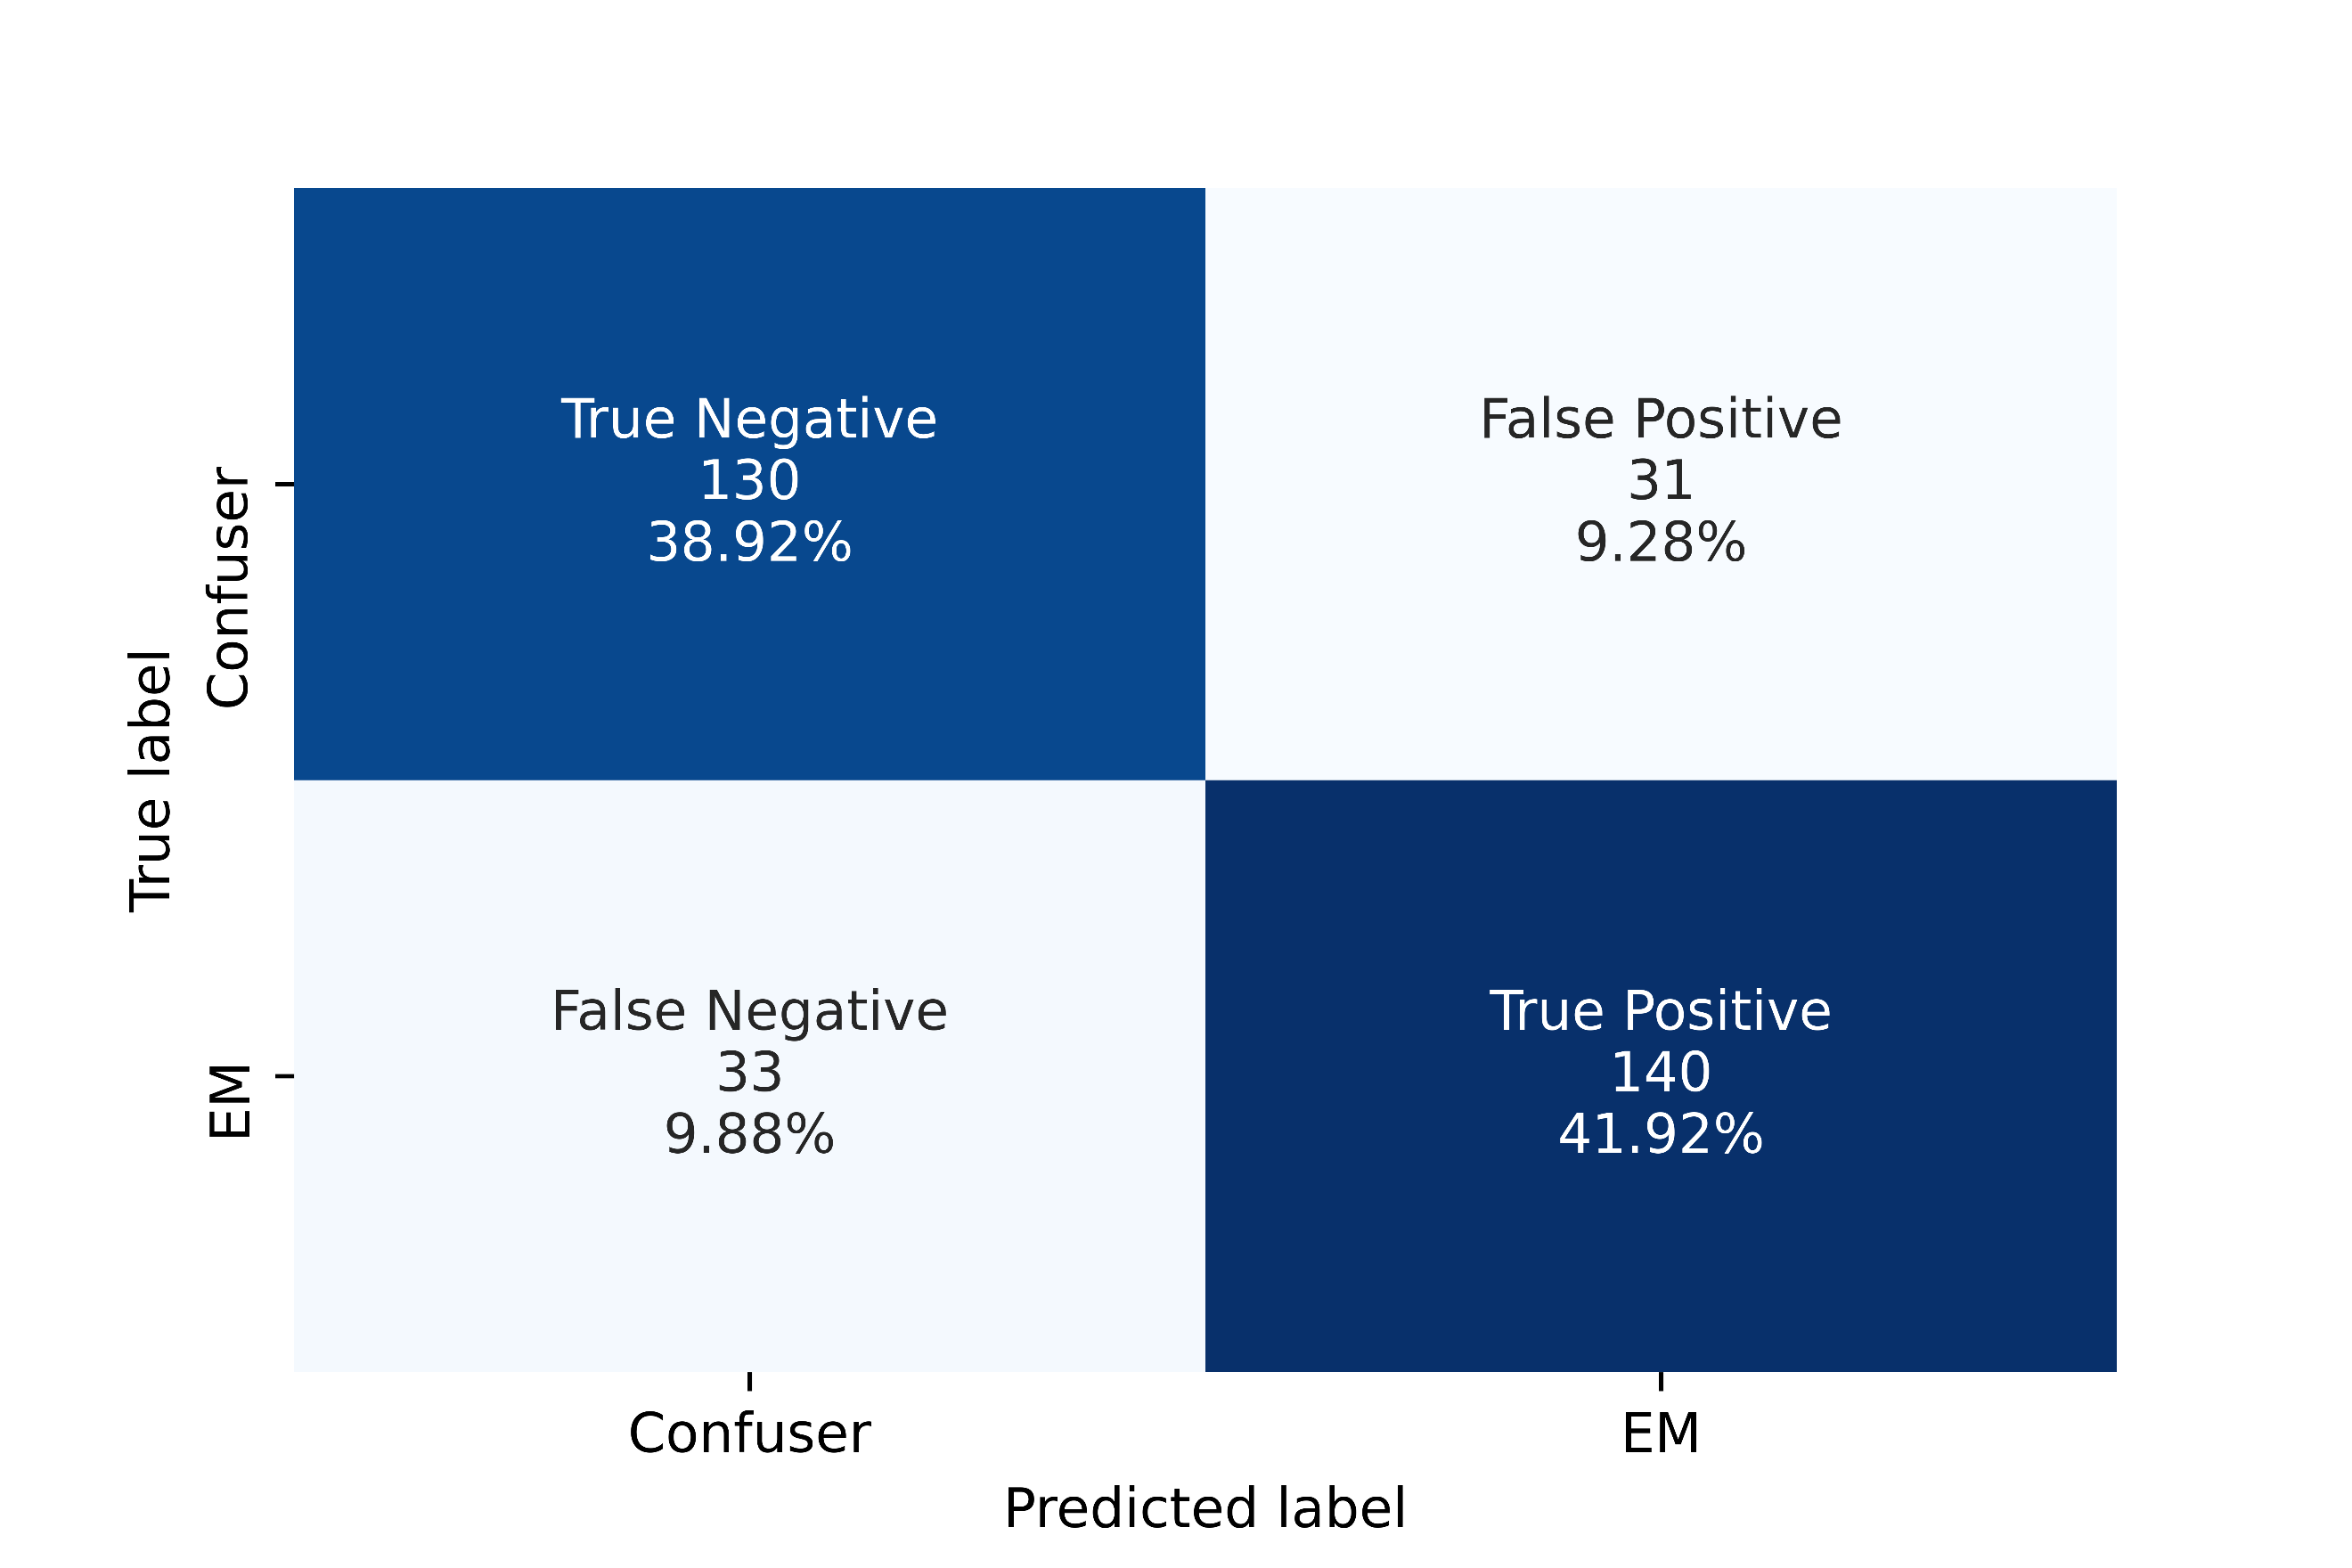 True label
Confuser
EM
True Negative
130
38.92%
False Positive
31
9.28%
False Negative
33
9.88%
True Positive
140
41.92%
Confuser
EM
Predicted label